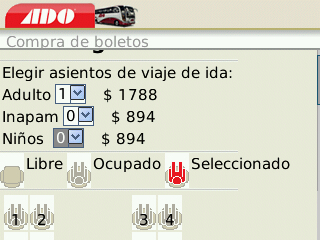 ADO
Compra de boletos
Elegir asientos de viaje de ida:
Adulto 1 $ 1788
Inapam 0 $ 894
Niños 0 $ 894
Libre Ocupado Seleccionado
1 2 3 4